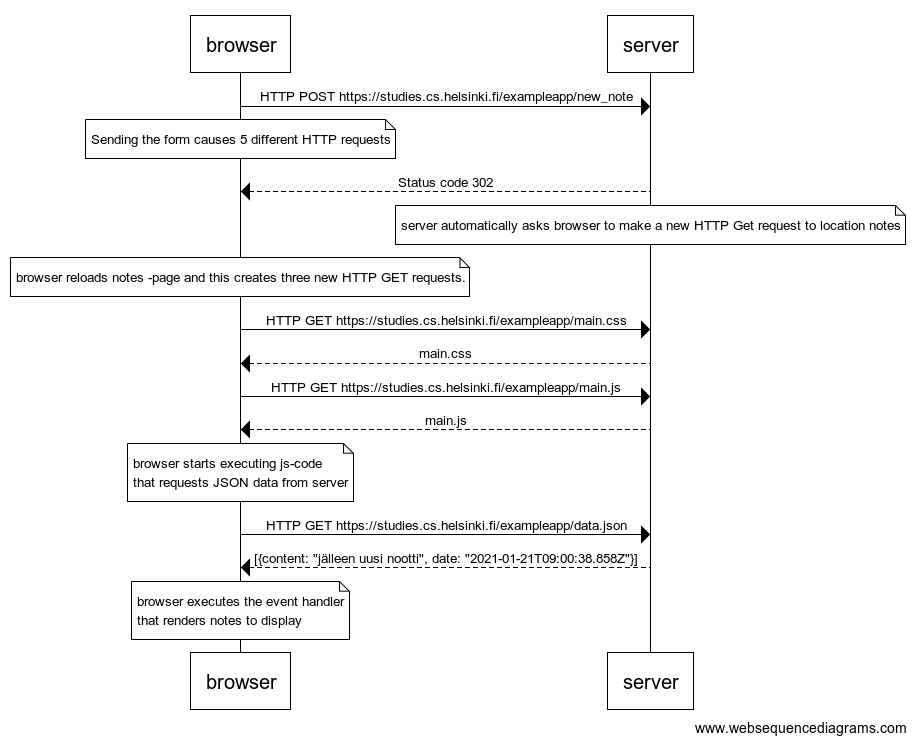 browser
server
HTTP POST https://studies.cs.helsinki.fi/exampleapp/new_note
Sending the form causes 5 different HTTP requests
Status code 302
server automatically asks browser to make a new HTTP Get request to location notes
browser reloads notes -page and this creates three new HTTP GET requests.
HTTP GET https://studies.cs.helsinki.fi/exampleapp/main.css
main.css
HTTP GET https://studies.cs.helsinki.fi/exampleapp/main.js
main.js
browser starts executing js-code
that requests JSON data from server
HTTP GET https://studies.cs.helsinki.fi/exampleapp/data.json
[{content: "jälleen uusi nootti", date: "2021-01-21T09:00:38.858Z"}]
browser executes the event handler
that renders notes to display
browser
server
www.websequencediagrams.com